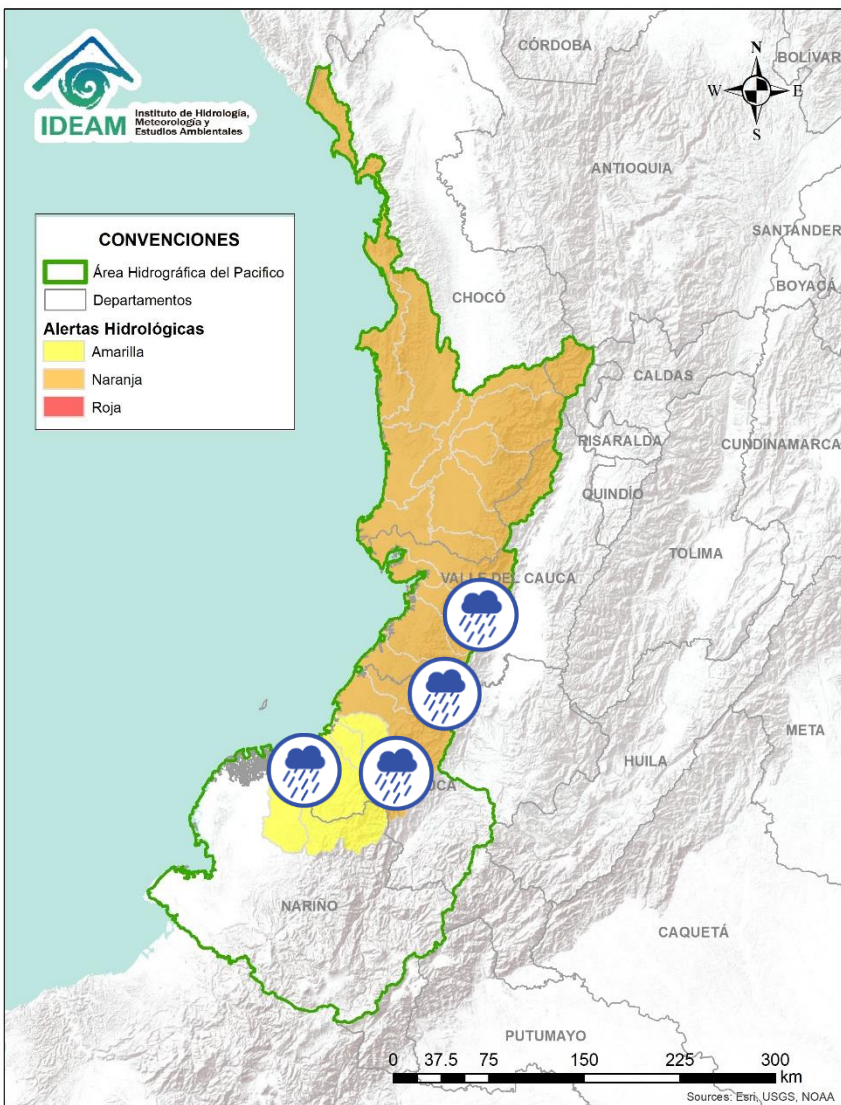 IDEAM
Instituto de Hidrología,
Meteorología y
Estudios Ambientales
CÓRDOBA
BOLÍVAR
N
W
E
S
ANTIOQUIA
SANTANDER
BOYACÁ
CONVENCIONES
Área Hidrográfica del Pacifico
Departamentos
Alertas Hidrológicas
Amarilla
Naranja
Roja
CHOCÓ
CALDAS
RISARALDA
CUNDINAMARCA
QUINDÍO
TOLIMA
VALLE DEL CAUCA
META
HUILA
UCA
NARIÑO
CAQUETÁ
PUTUMAYO
0 37.5 75 150 225 300
km
Sources: Esri, USGS, NOAA